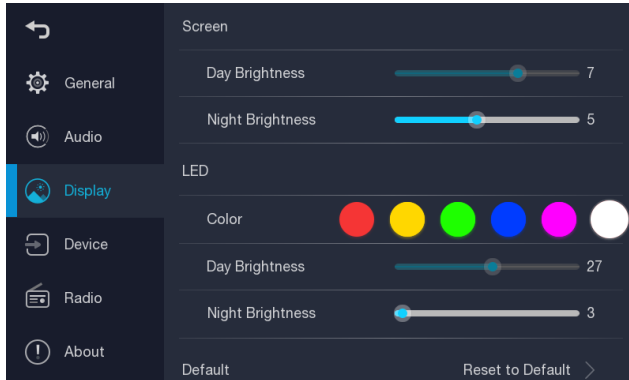 General
Audio
Display
Device
Radio
About
Screen
Day Brightness 7
Night Brightness 5
LED
Color
Day Brightness 27
Night Brightness 3
Default Reset to Default >